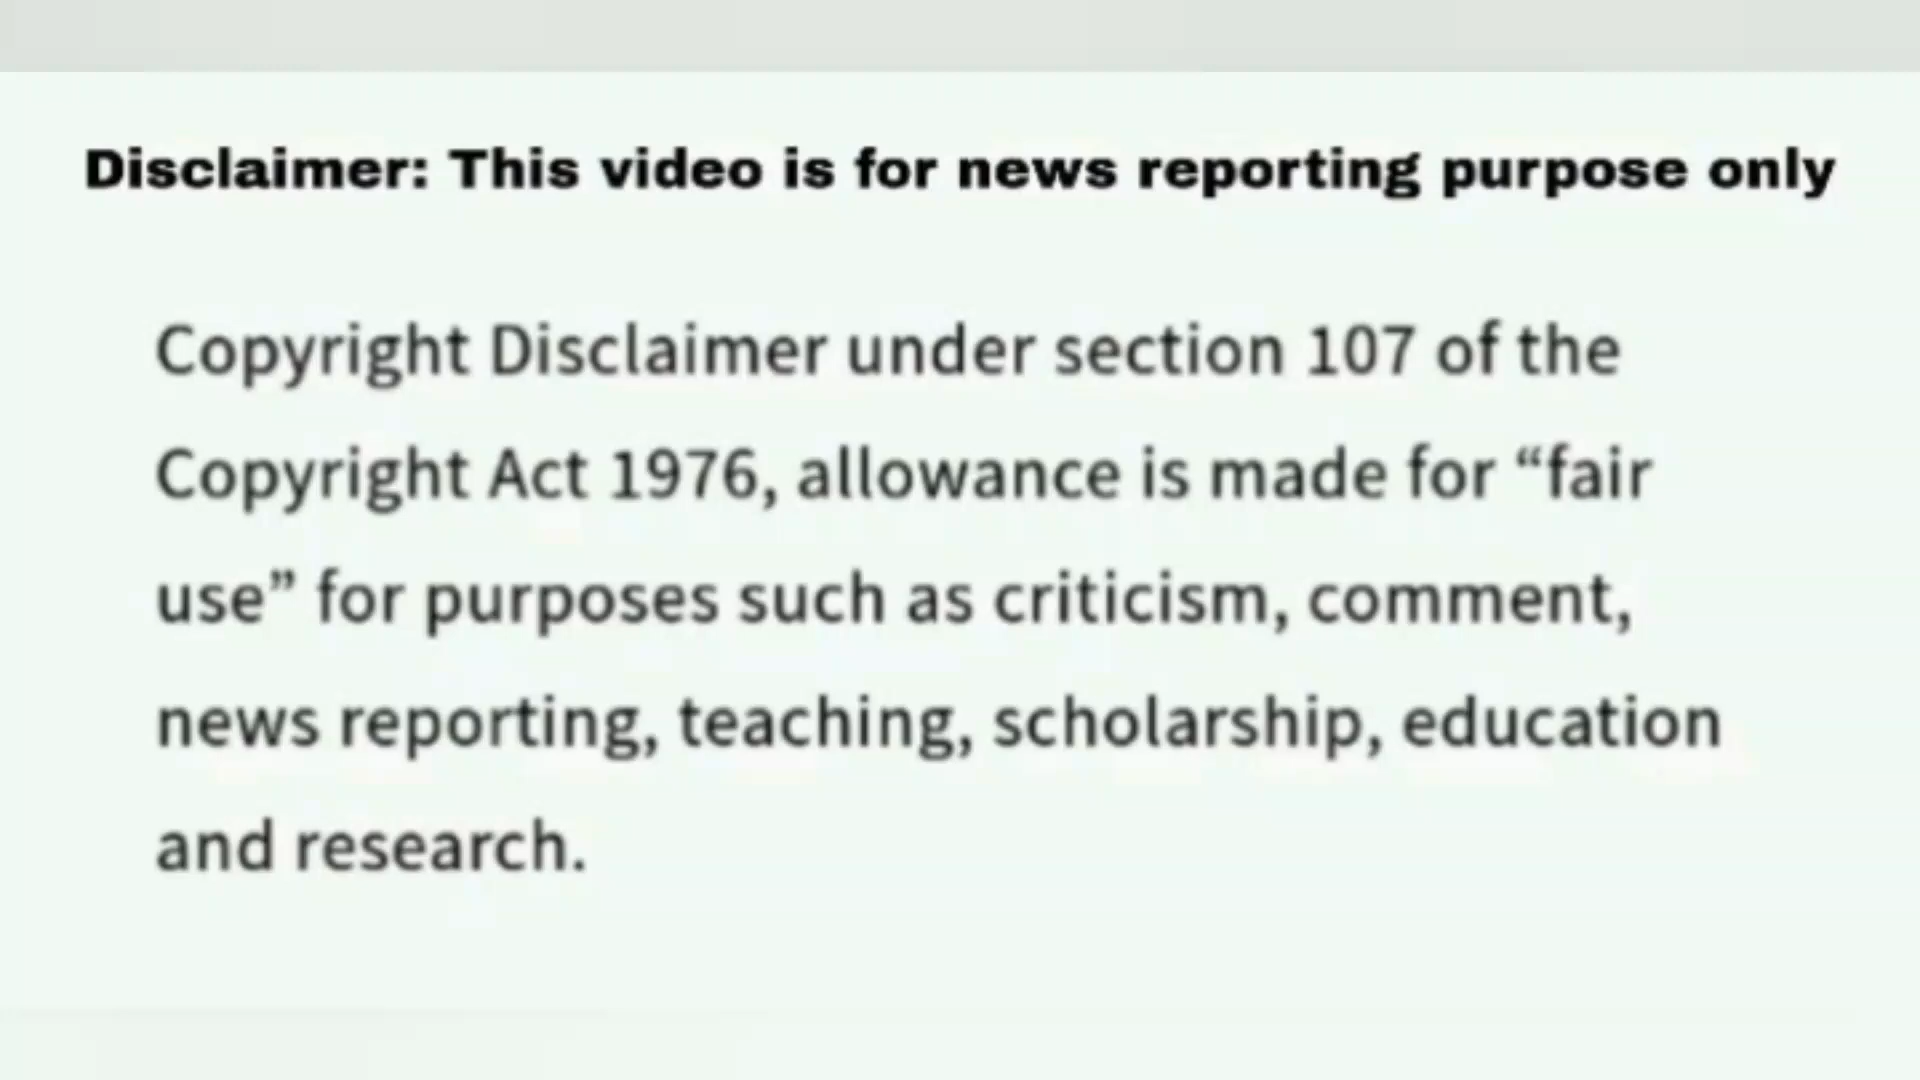 Disclaimer: This video is for news reporting purpose only
Copyright Disclaimer under section 107 of the
Copyright Act 1976, allowance is made for “fair
use” for purposes such as criticism, comment,
news reporting, teaching, scholarship, education
and research.